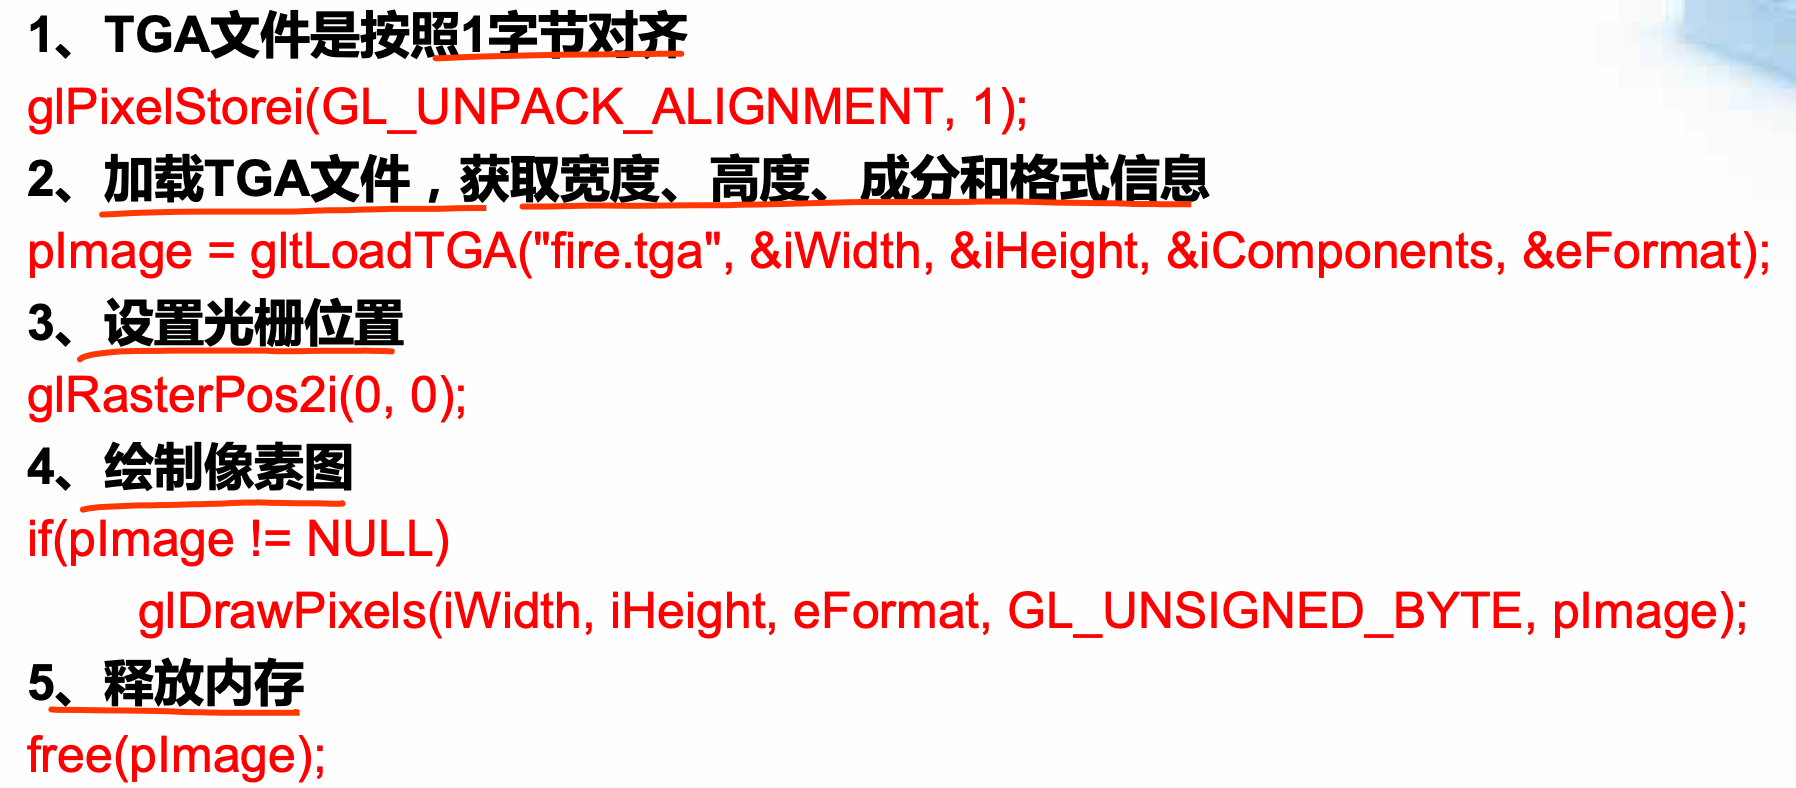 1、TGA文件是按照1字节对齐
glPixelStorei(GL_UNPACK_ALIGNMENT, 1);
2、加载TGA文件，获取宽度、高度、成分和格式信息
pImage = gltLoadTGA("fire.tga", &iWidth, &iHeight, &iComponents, &eFormat);
3、设置光栅位置
glRasterPos2i(0, 0);
4、绘制像素图
if(pImage != NULL)
glDrawPixels(iWidth, iHeight, eFormat, GL_UNSIGNED_BYTE, pImage);
5、释放内存
free(pImage);